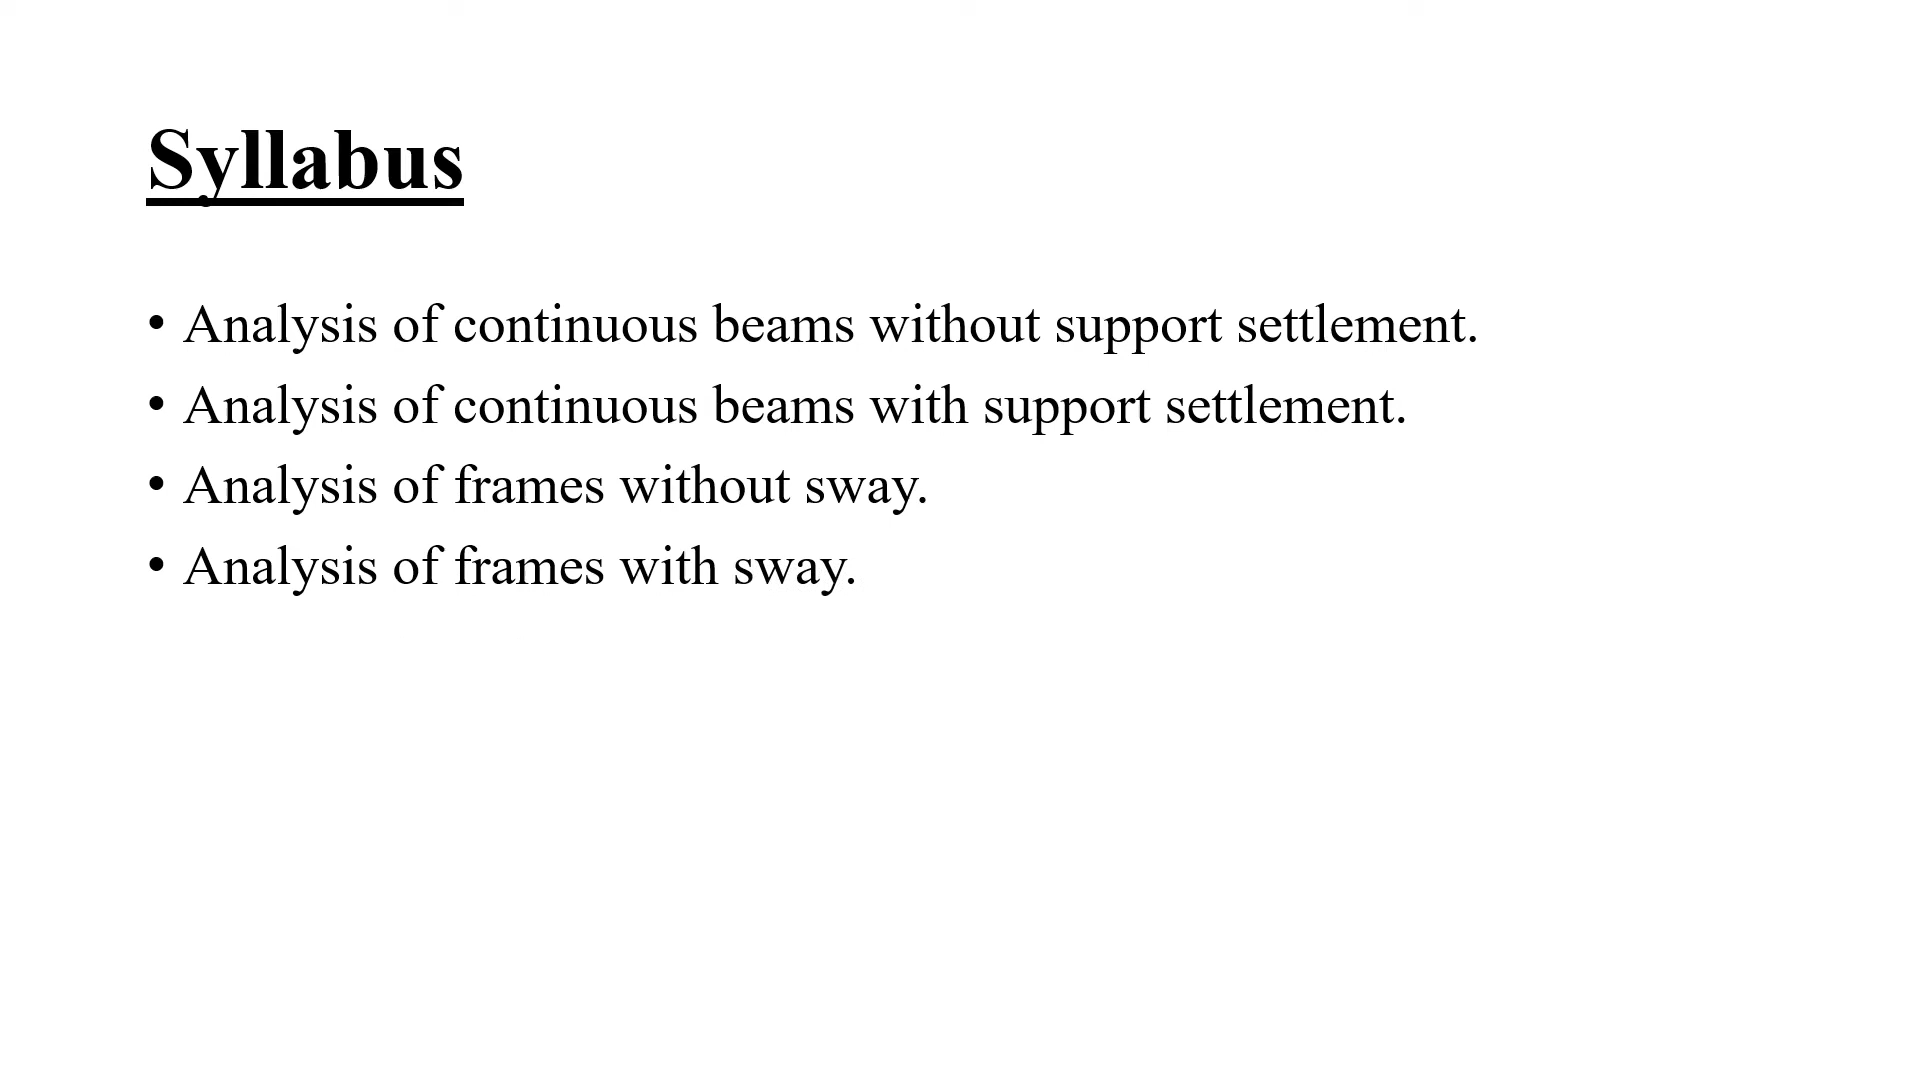 Syllabus
• Analysis of continuous beams without support settlement.
• Analysis of continuous beams with support settlement.
• Analysis of frames without sway.
• Analysis of frames with sway.